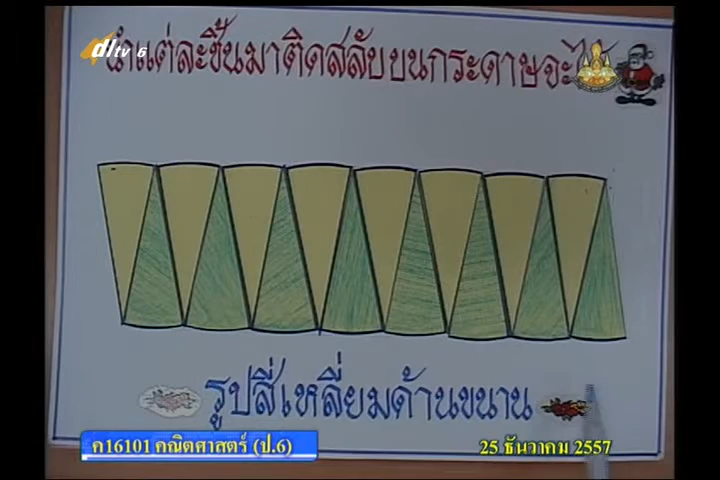 dltv 6
นำแต่ละชิ้นมาติดสลับบนกระดาษจะได้
รูปสี่เหลี่ยมด้านขนาน
ค16101 คณิตศาสตร์ (ป.6)
25 ธันวาคม 2557